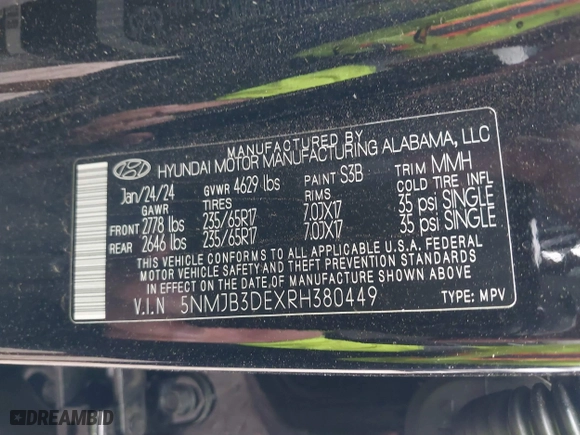 MANUFACTURED BY
HYUNDAI MOTOR MANUFACTURING ALABAMA, LLC
Jan/24/24 GVWR 4629 lbs PAINT S3B TRIM MMH
GAWR TIRES RIMS COLD TIRE INFL
FRONT 2778 lbs 235/65R17 7.0JX17 35 psi SINGLE
REAR 2646 lbs 235/65R17 7.0JX17 35 psi SINGLE
THIS VEHICLE CONFORMS TO ALL APPLICABLE U.S.A. FEDERAL
MOTOR VEHICLE SAFETY AND THEFT PREVENTION STANDARDS
IN EFFECT ON THE DATE OF MANUFACTURE SHOWN ABOVE.
V.I.N 5NMJB3DEXRH380449 TYPE: MPV
DREAMBID